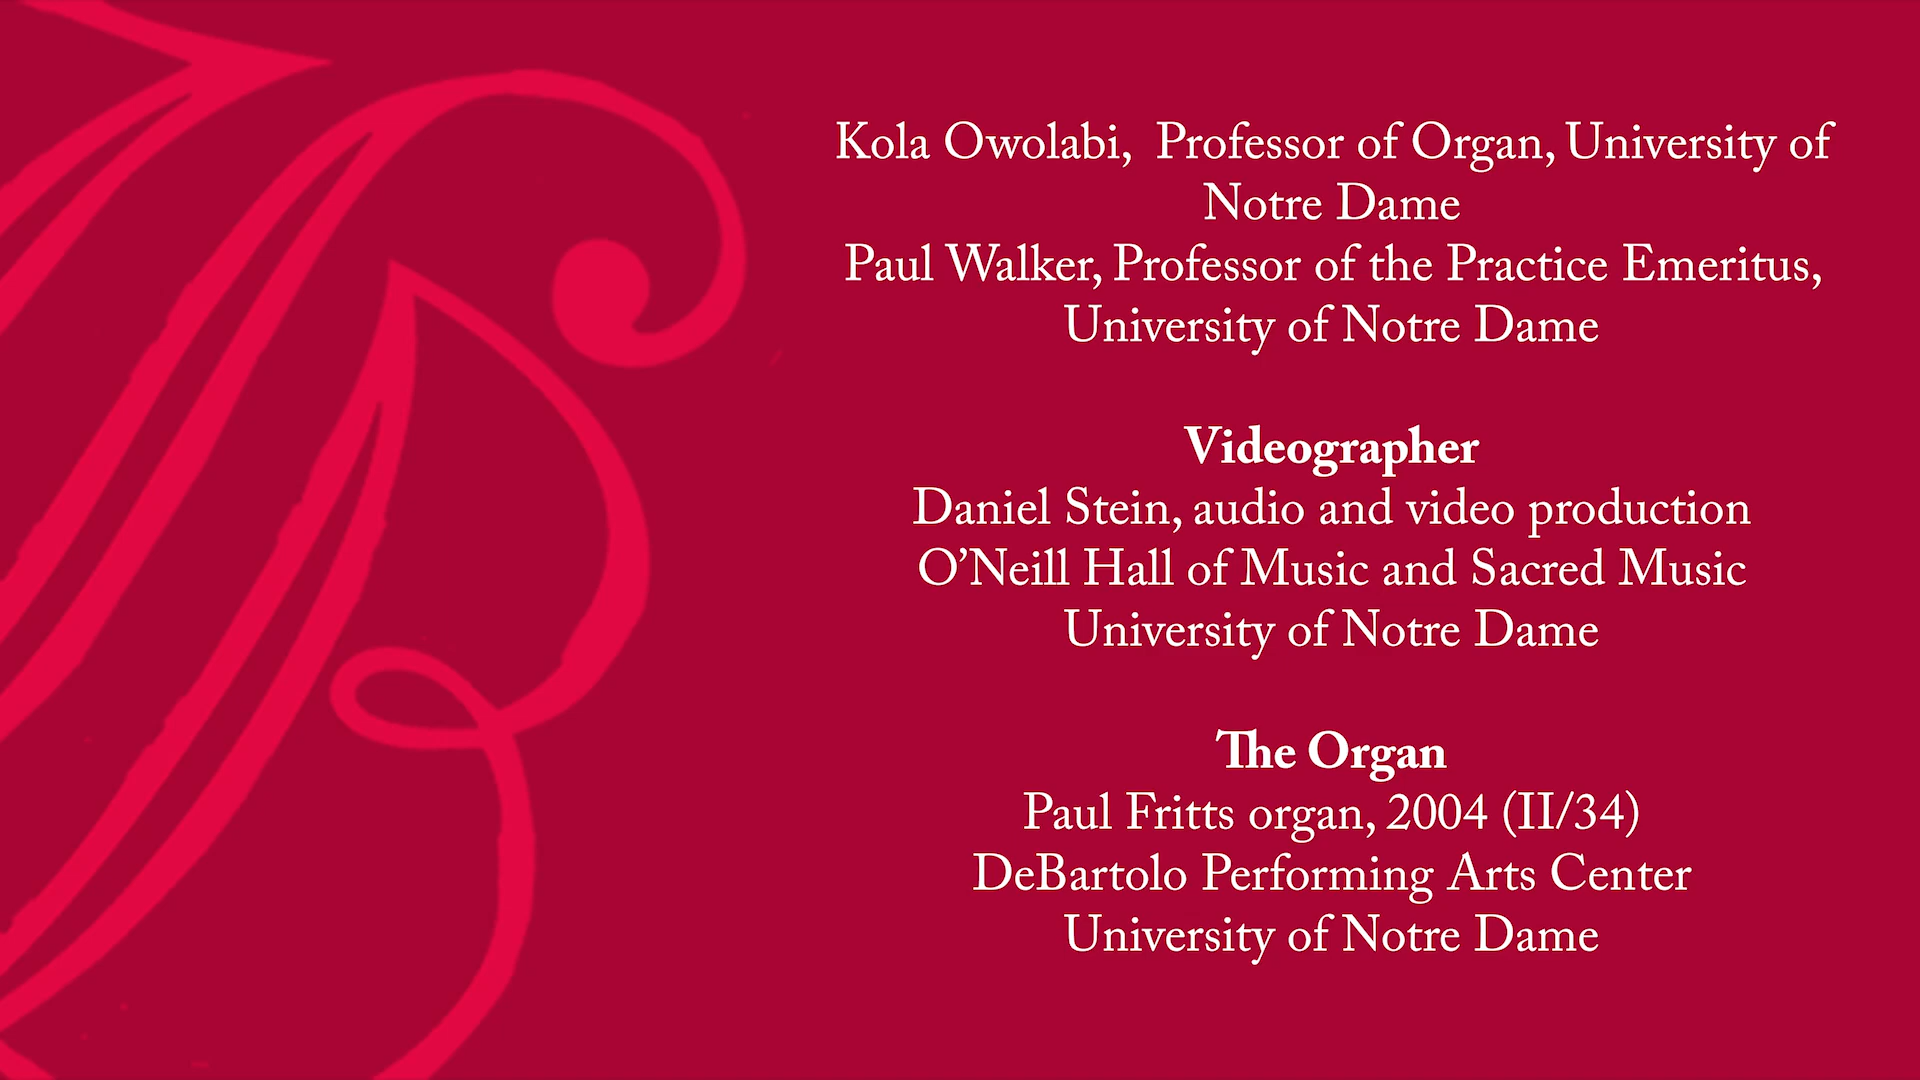 Kola Owolabi,  Professor of Organ, University of
Notre Dame
Paul Walker, Professor of the Practice Emeritus,
University of Notre Dame
Videographer
Daniel Stein, audio and video production
O’Neill Hall of Music and Sacred Music
University of Notre Dame
The Organ
Paul Fritts organ, 2004 (II/34)
DeBartolo Performing Arts Center
University of Notre Dame